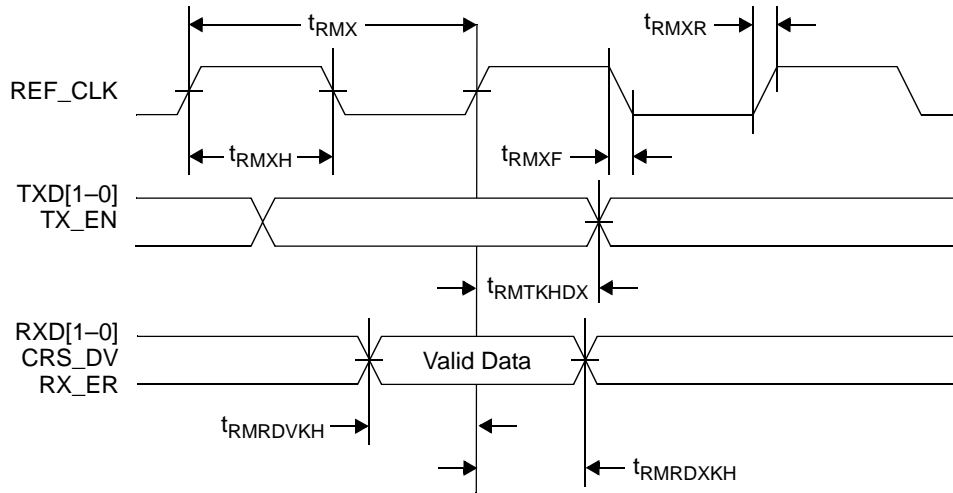 tRMX
tRMXR
REF_CLK
tRMXH
tRMXF
TXD[1–0]
TX_EN
tRMTKHDX
RXD[1–0]
CRS_DV
RX_ER
Valid Data
tRMRDVKH
tRMRDXKH